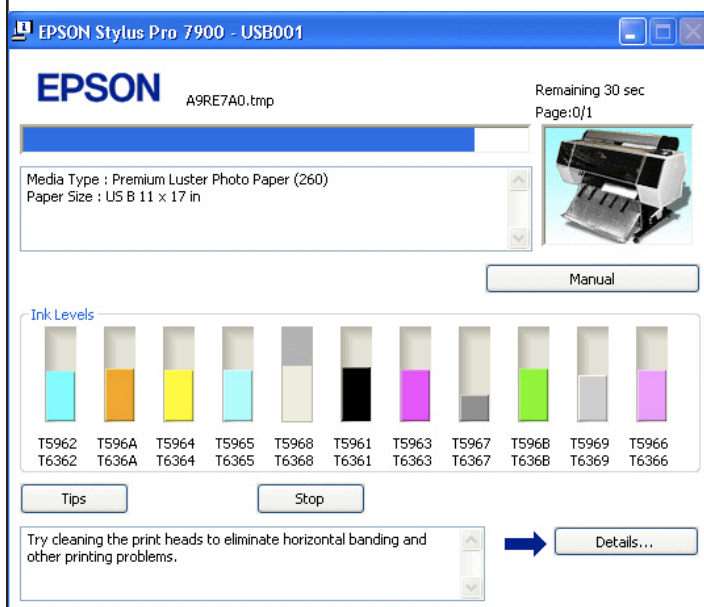 EPSON Stylus Pro 7900 - USB001
EPSON
A9RE7A0.tmp
Remaining 30 sec
Page:0/1
Media Type : Premium Luster Photo Paper (260)
Paper Size : US B 11 x 17 in
Manual
Ink Levels
T5962 T596A T5964 T5965 T5968 T5961 T5963 T5967 T596B T5969 T5966
T6362 T636A T6364 T6365 T6368 T6361 T6363 T6367 T636B T6369 T6366
Tips
Stop
Try cleaning the print heads to eliminate horizontal banding and
other printing problems.
Details...